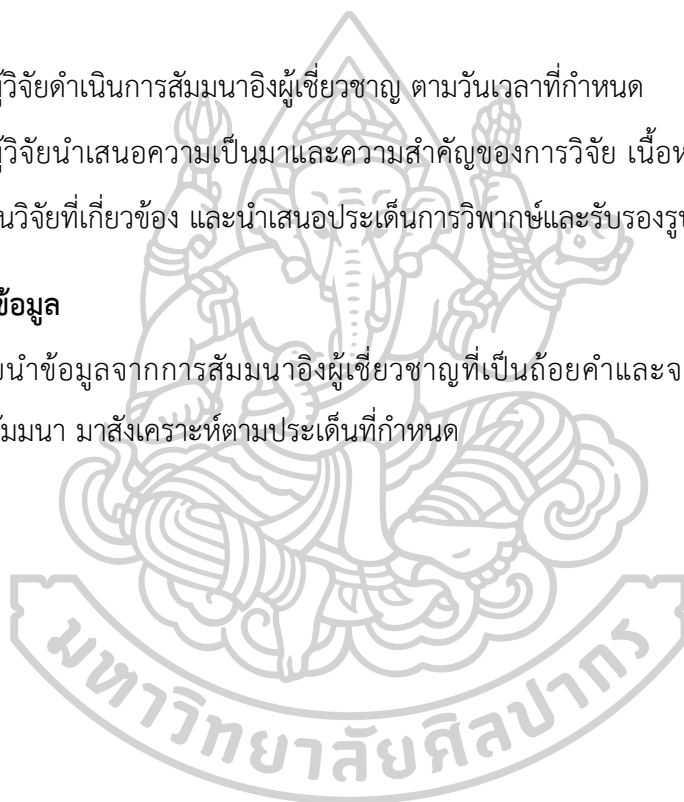 ผู้วิจัยดำเนินการสัมมนาอิงผู้เชี่ยวชาญ ตามวันเวลาที่กำหนด
ผู้วิจัยนำเสนอความเป็นมาและความสำคัญของการวิจัย
นวิจัยที่เกี่ยวข้อง และนำเสนอประเด็นการวิพากษ์และรับรอง
ข้อมูล
นำข้อมูลจากการสัมมนาอิงผู้เชี่ยวชาญที่เป็นถ้อยคำและ
สัมมนา มาสังเคราะห์ตามประเด็นที่กำหนด
มหาวิทยาลัยศิลปากร